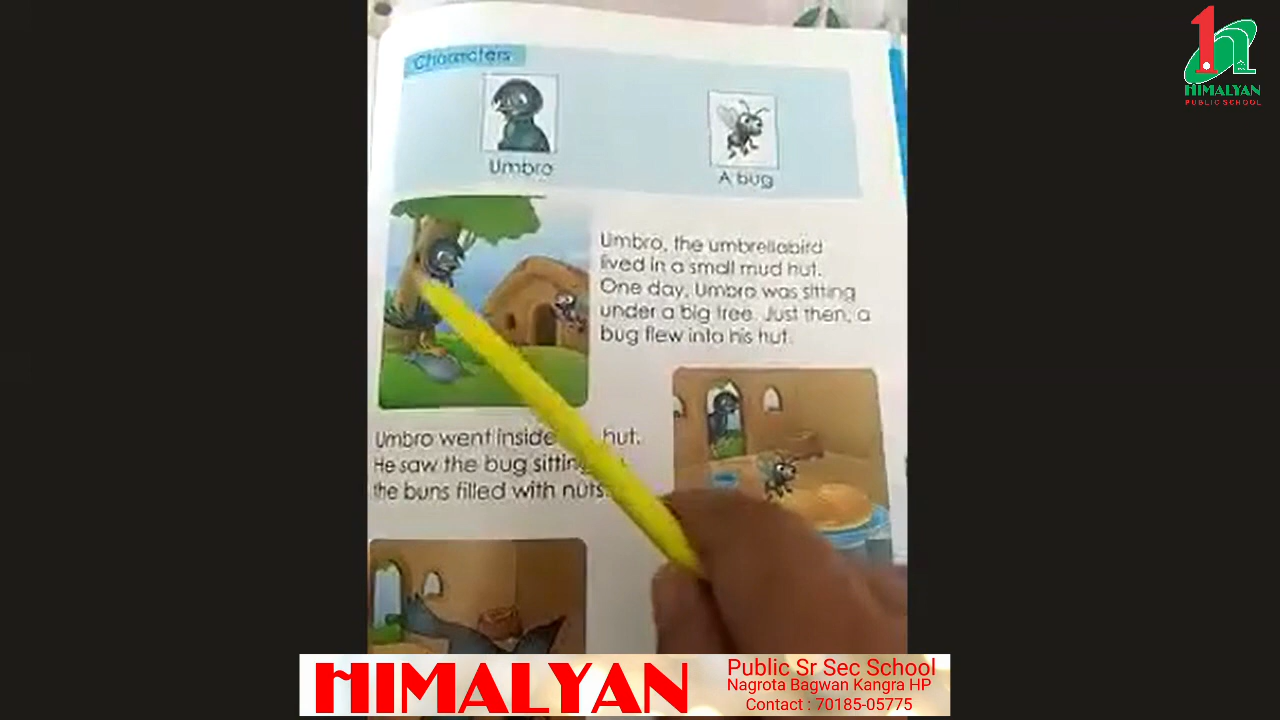 Characters
Umbro
A bug
Umbro, the umbrellabird
lived in a small mud hut.
One day, Umbro was sitting
under a big tree. Just then, a
bug flew into his hut.
Umbro went inside hut.
He saw the bug sitting
the buns filled with nuts.
1h
HIMALYAN
PUBLIC SCHOOL
HIMALYAN
Public Sr Sec School
Nagrota Bagwan Kangra HP
Contact : 70185-05775